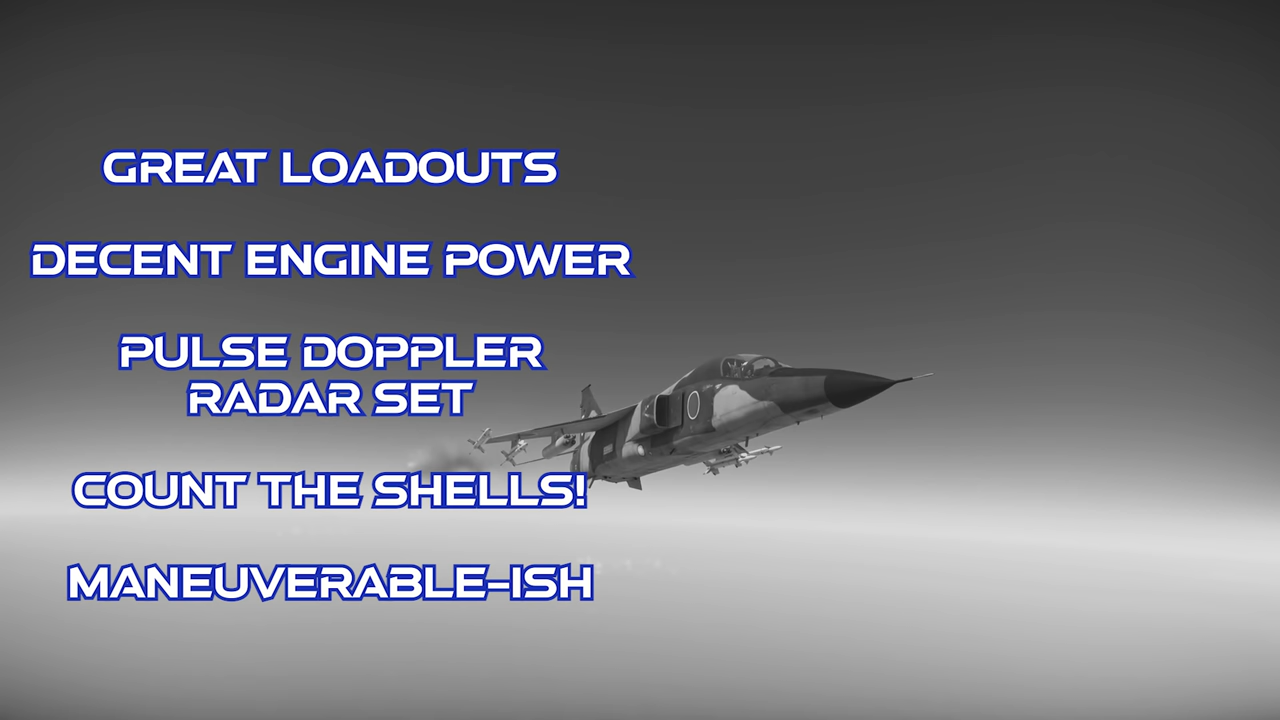 GREAT LOADOUTS
DECENT ENGINE POWER
PULSE DOPPLER
RADAR SET
COUNT THE SHELLS!
MANEUVERABLE-ISH